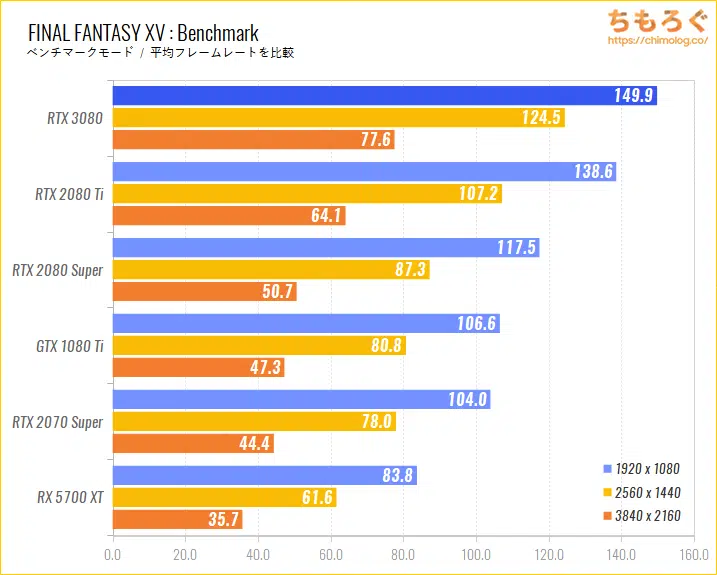 FINAL FANTASY XV : Benchmark
ベンチマークモード / 平均フレームレートを比較
ちもろぐ
https://chimolog.co/
RTX 3080
149.9
124.5
77.6
RTX 2080 Ti
138.6
107.2
64.1
RTX 2080 Super
117.5
87.3
50.7
GTX 1080 Ti
106.6
80.8
47.3
RTX 2070 Super
104.0
78.0
44.4
RX 5700 XT
83.8
61.6
35.7
1920 x 1080
2560 x 1440
3840 x 2160
0.0 20.0 40.0 60.0 80.0 100.0 120.0 140.0 160.0